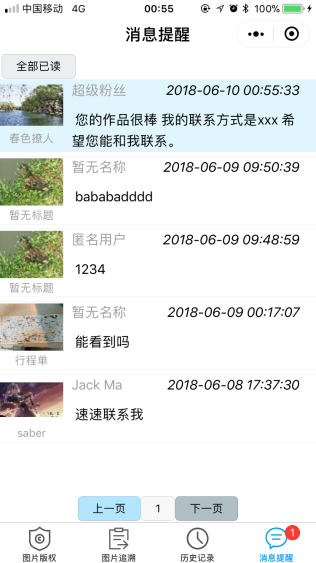 中国移动 4G 00:55 100%
消息提醒
全部已读
超级粉丝 2018-06-10 00:55:33
您的作品很棒 我的联系方式是xxx 希
望您能和我联系。
春色撩人
暂无名称 2018-06-09 09:50:39
bababadddd
暂无标题
匿名用户 2018-06-09 09:48:59
1234
暂无标题
暂无名称 2018-06-09 00:17:07
能看到吗
行程单
Jack Ma 2018-06-08 17:37:30
速速联系我
saber
上一页 1 下一页
1
图片版权 图片追溯 历史记录 消息提醒